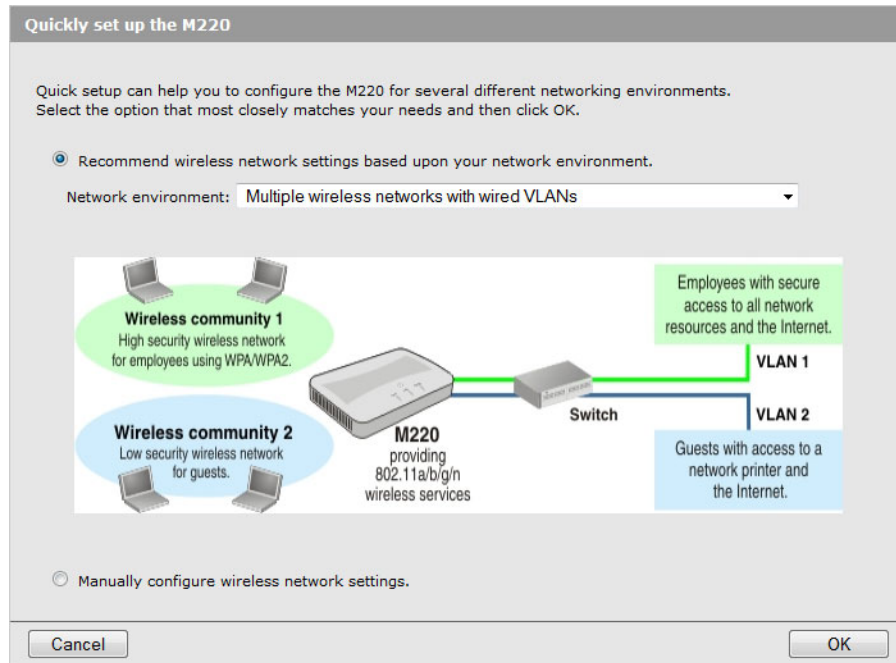 Quickly set up the M220
Quick setup can help you to configure the M220 for several different networking environments.
Select the option that most closely matches your needs and then click OK.
Recommend wireless network settings based upon your network environment.
Network environment: Multiple wireless networks with wired VLANs
Wireless community 1
High security wireless network
for employees using WPA/WPA2.
Employees with secure
access to all network
resources and the Internet.
VLAN 1
Switch
VLAN 2
Wireless community 2
Low security wireless network
for guests.
M220
providing
802.11a/b/g/n
wireless services
Guests with access to a
network printer and
the Internet.
Manually configure wireless network settings.
Cancel
OK